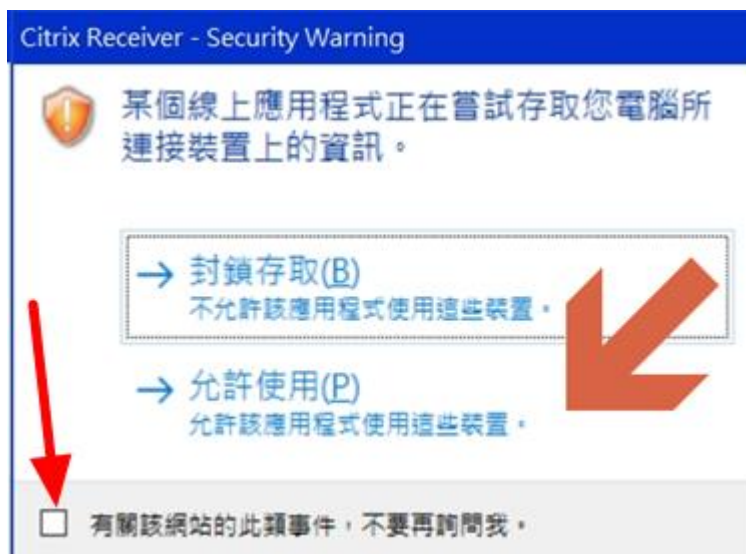 Citrix Receiver - Security Warning
某個線上應用程式正在嘗試存取您電腦所
連接裝置上的資訊。
→ 封鎖存取(B)
不允許該應用程式使用這些裝置。
→ 允許使用(P)
允許該應用程式使用這些裝置。
有關該網站的此類事件，不要再詢問我。